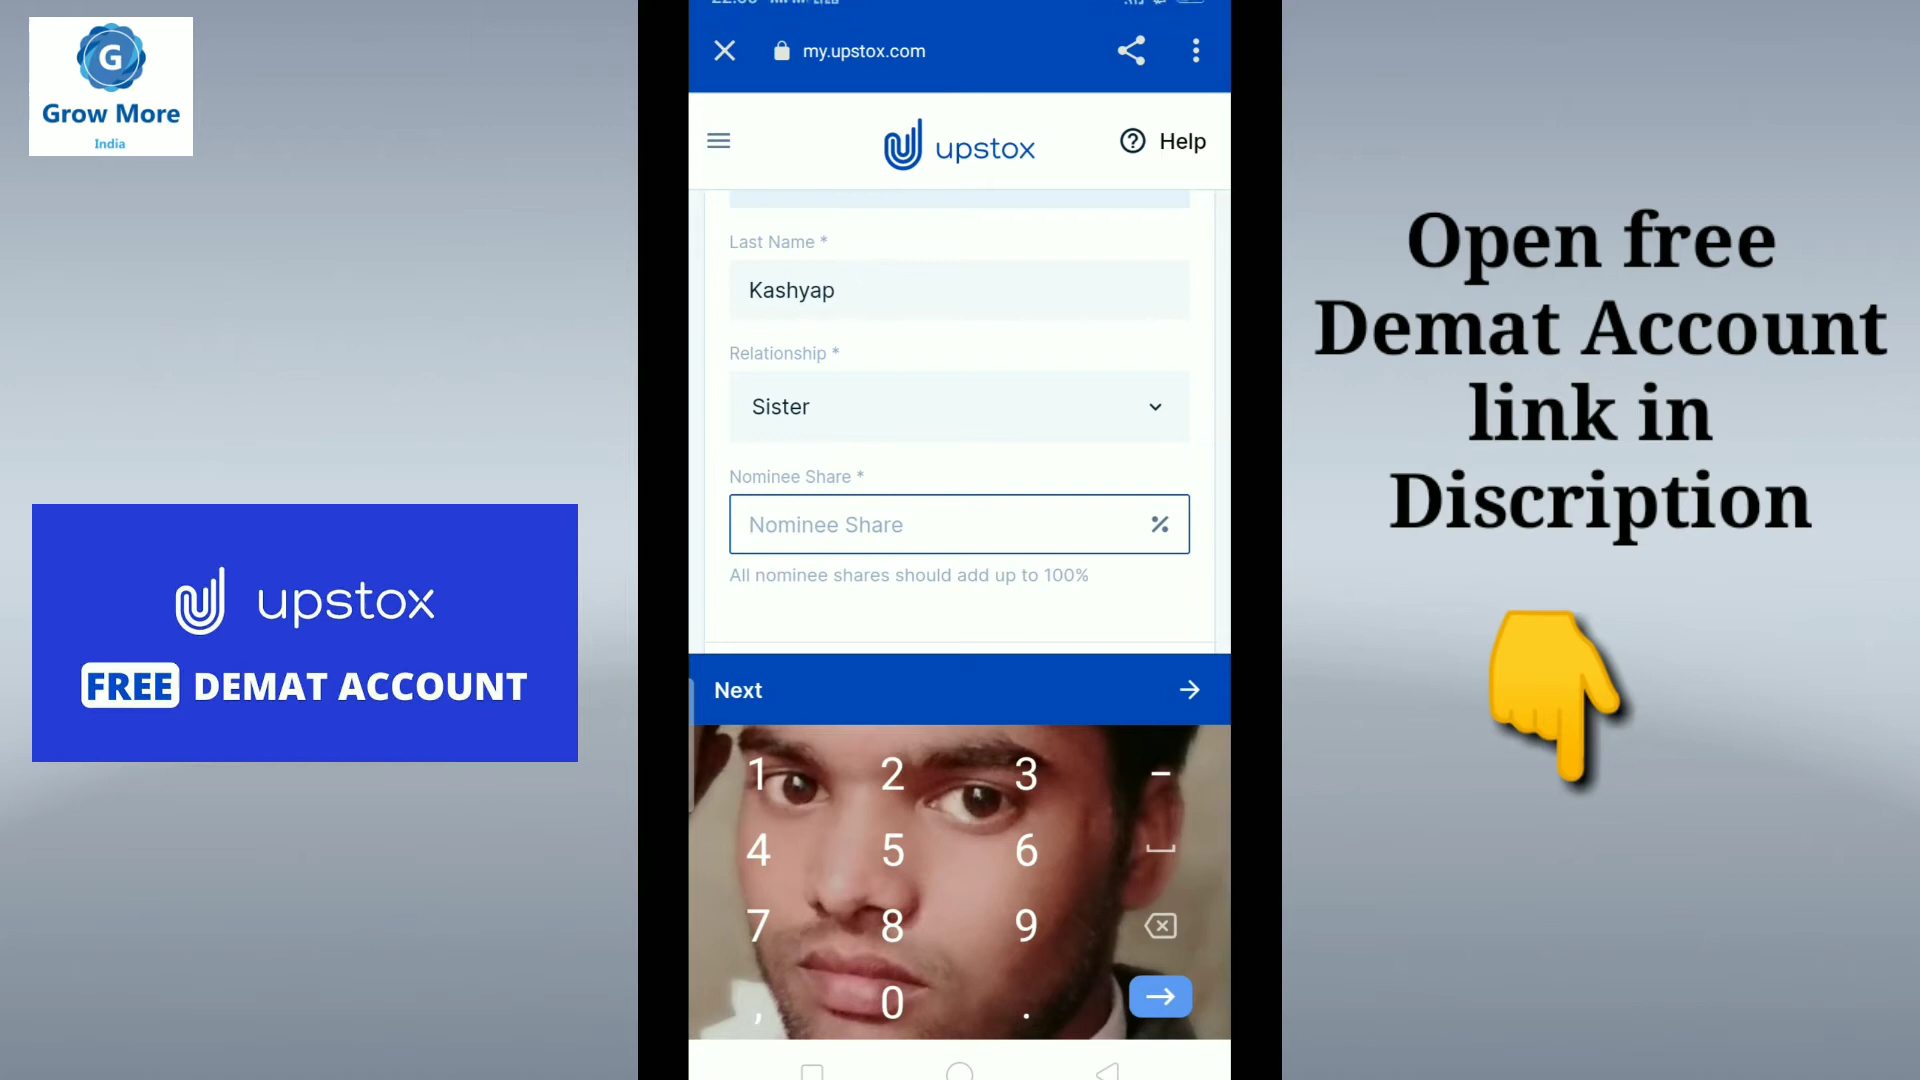 G
Grow More
India
upstox
FREE DEMAT ACCOUNT
my.upstox.com
upstox
Help
Last Name *
Kashyap
Relationship *
Sister
Nominee Share *
Nominee Share %
All nominee shares should add up to 100%
Next
1 2 3 -
4 5 6
7 8 9
, 0 .
Open free
Demat Account
link in
Discription